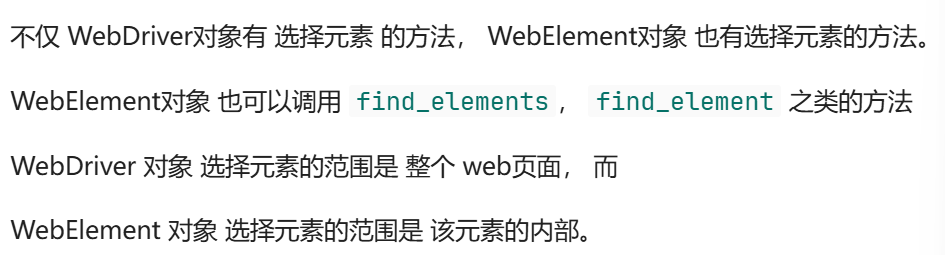 不仅 WebDriver对象有 选择元素 的方法， WebElement对象 也有选择元素的方法。
WebElement对象 也可以调用 find_elements， find_element 之类的方法
WebDriver 对象 选择元素的范围是 整个 web页面， 而
WebElement 对象 选择元素的范围是 该元素的内部。